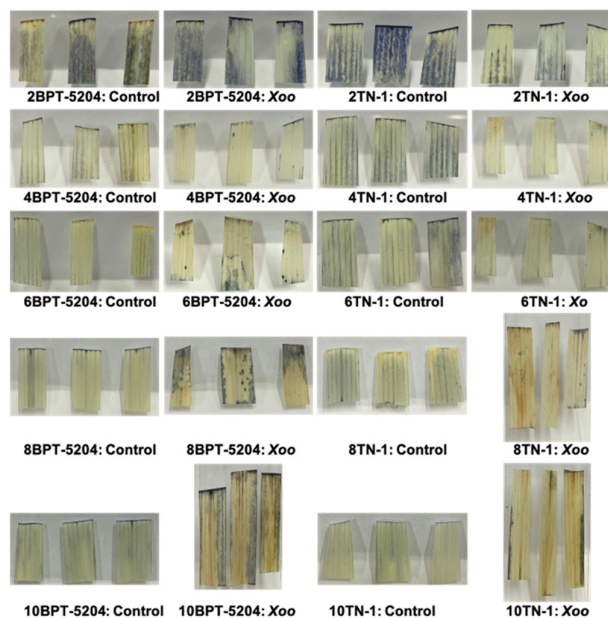 2BPT-5204: Control 2BPT-5204: Xoo 2TN-1: Control 2TN-1: Xoo
4BPT-5204: Control 4BPT-5204: Xoo 4TN-1: Control 4TN-1: Xoo
6BPT-5204: Control 6BPT-5204: Xoo 6TN-1: Control 6TN-1: Xo
8BPT-5204: Control 8BPT-5204: Xoo 8TN-1: Control 8TN-1: Xoo
10BPT-5204: Control 10BPT-5204: Xoo 10TN-1: Control 10TN-1: Xoo